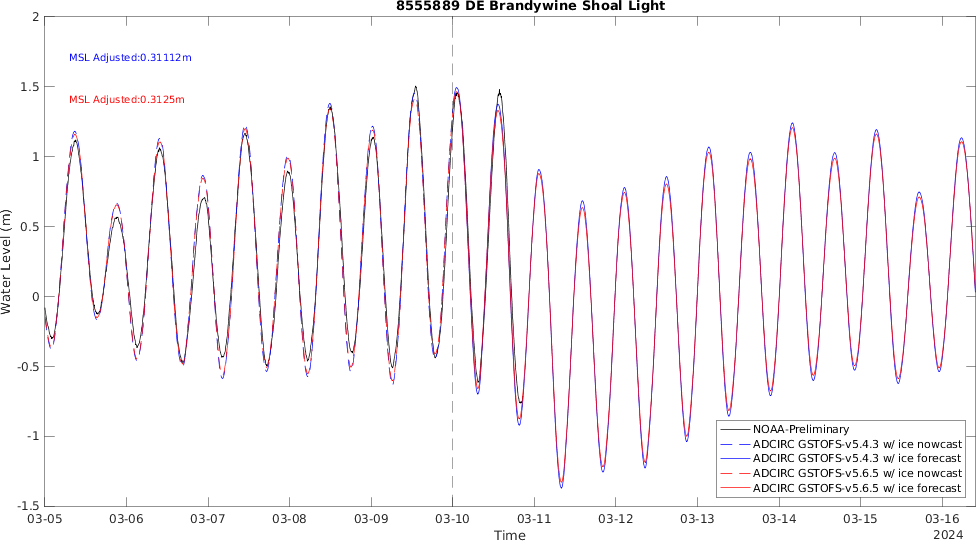 8555889 DE Brandywine Shoal Light
MSL Adjusted:0.31112m
MSL Adjusted:0.3125m
Water Level (m)
2
1.5
1
0.5
0
-0.5
-1
-1.5
NOAA-Preliminary
ADCIRC GSTOFS-v5.4.3 w/ ice nowcast
ADCIRC GSTOFS-v5.4.3 w/ ice forecast
ADCIRC GSTOFS-v5.6.5 w/ ice nowcast
ADCIRC GSTOFS-v5.6.5 w/ ice forecast
03-05 03-06 03-07 03-08 03-09 03-10 03-11 03-12 03-13 03-14 03-15 03-16
Time
2024